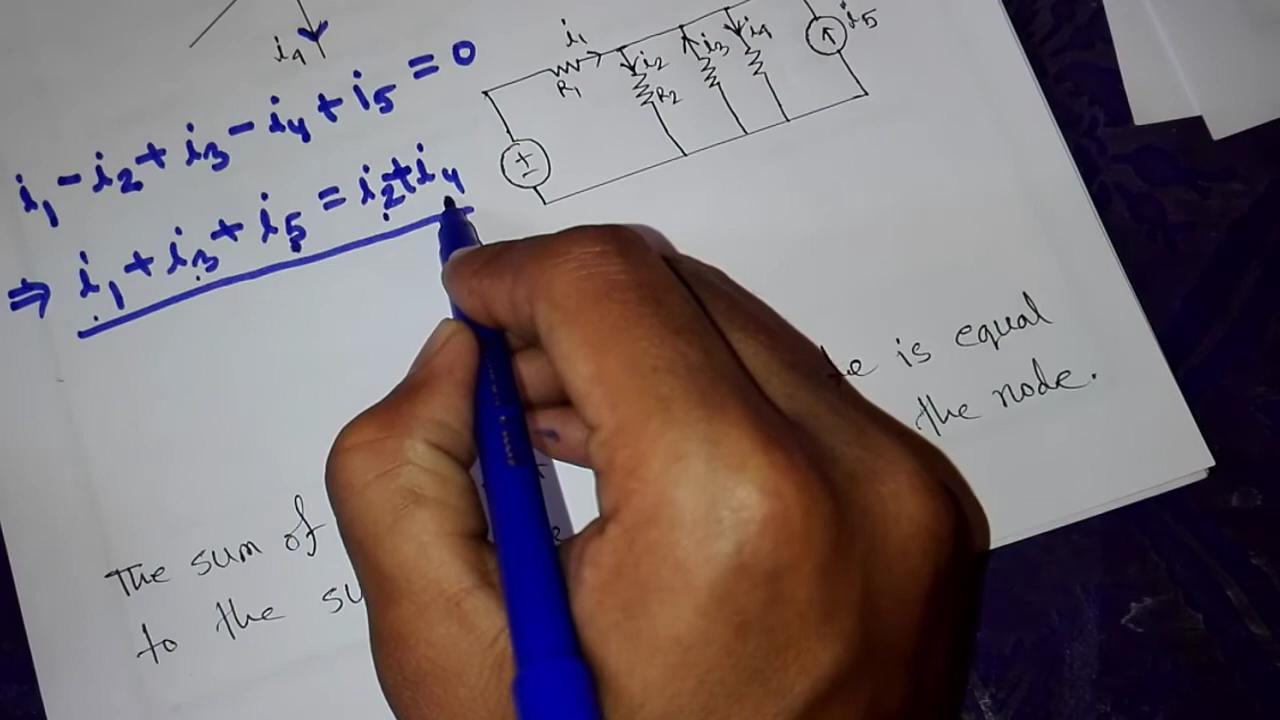 i4
i1 - i2 + i3 - i4 + i5 = 0
⇒ i1 + i3 + i5 = i2 + i4
i1
R1
i2
R2
i3
i4
i5
±
is equal
the node.
The sum of
to the